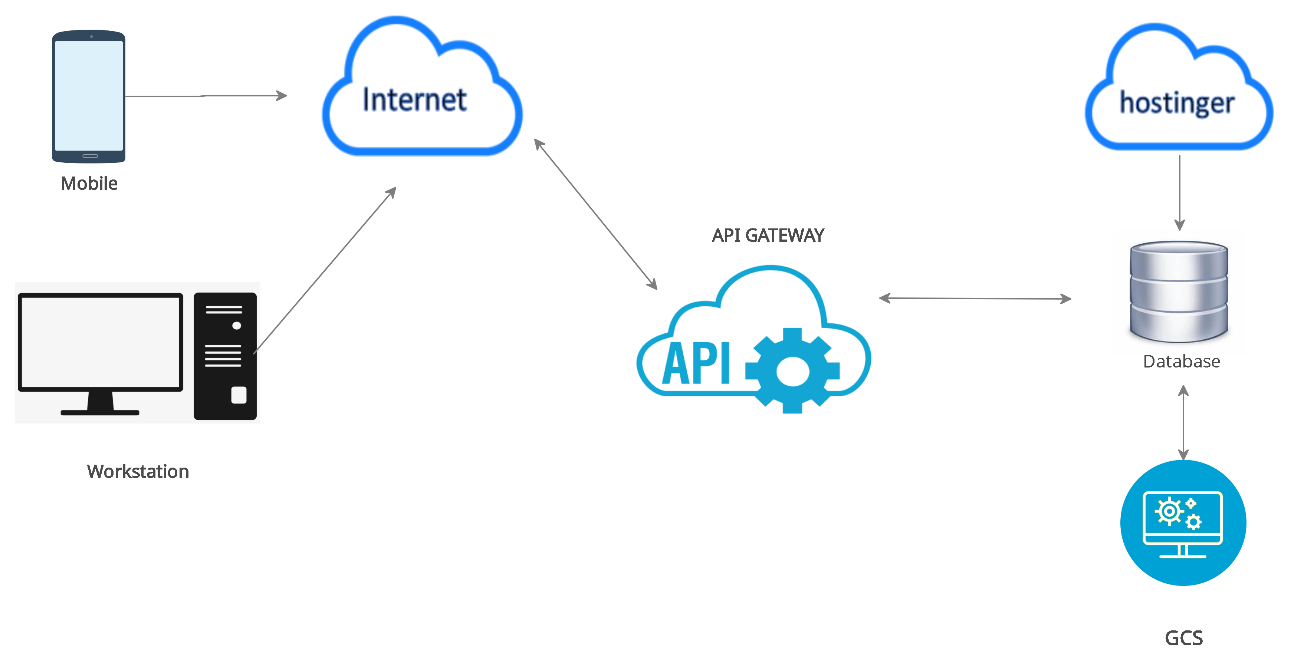 Internet
hostinger
Mobile
API GATEWAY
API
Database
Workstation
GCS